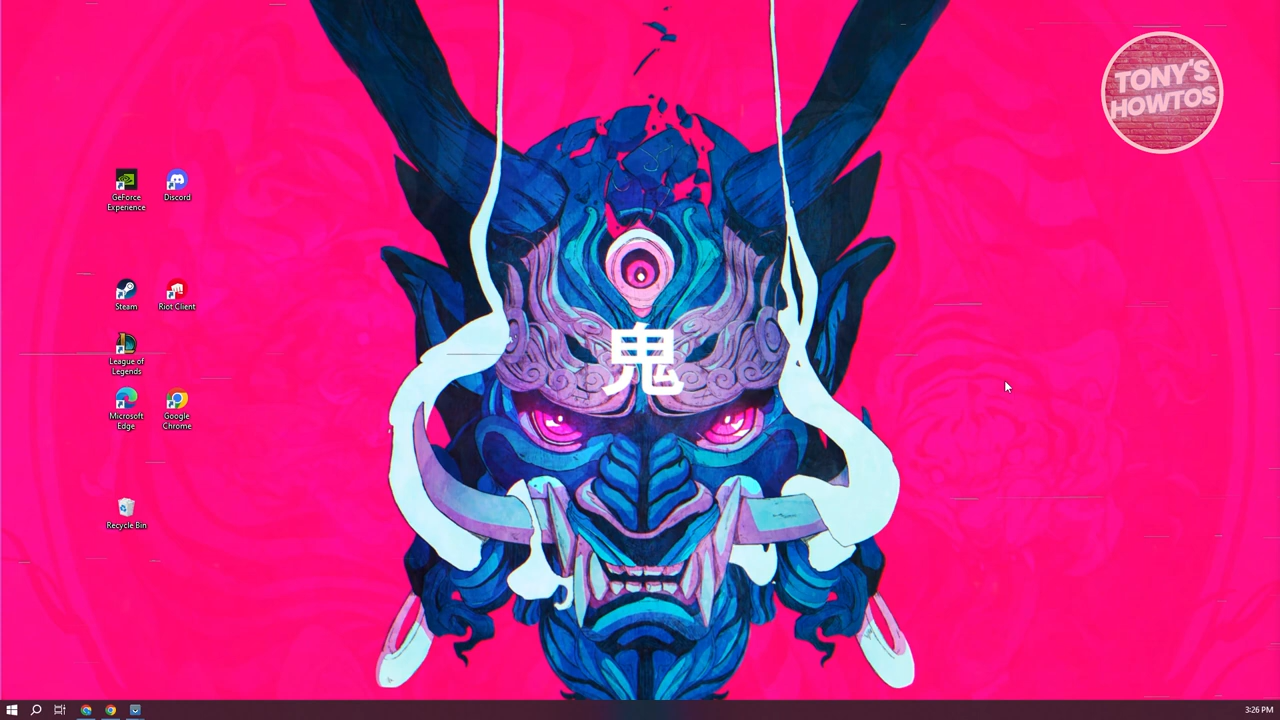 TONY'S
HOWTOS
GeForce
Experience
Discord
Steam
Riot Client
League of
Legends
Microsoft
Edge
Google
Chrome
Recycle Bin
鬼
3:26 PM